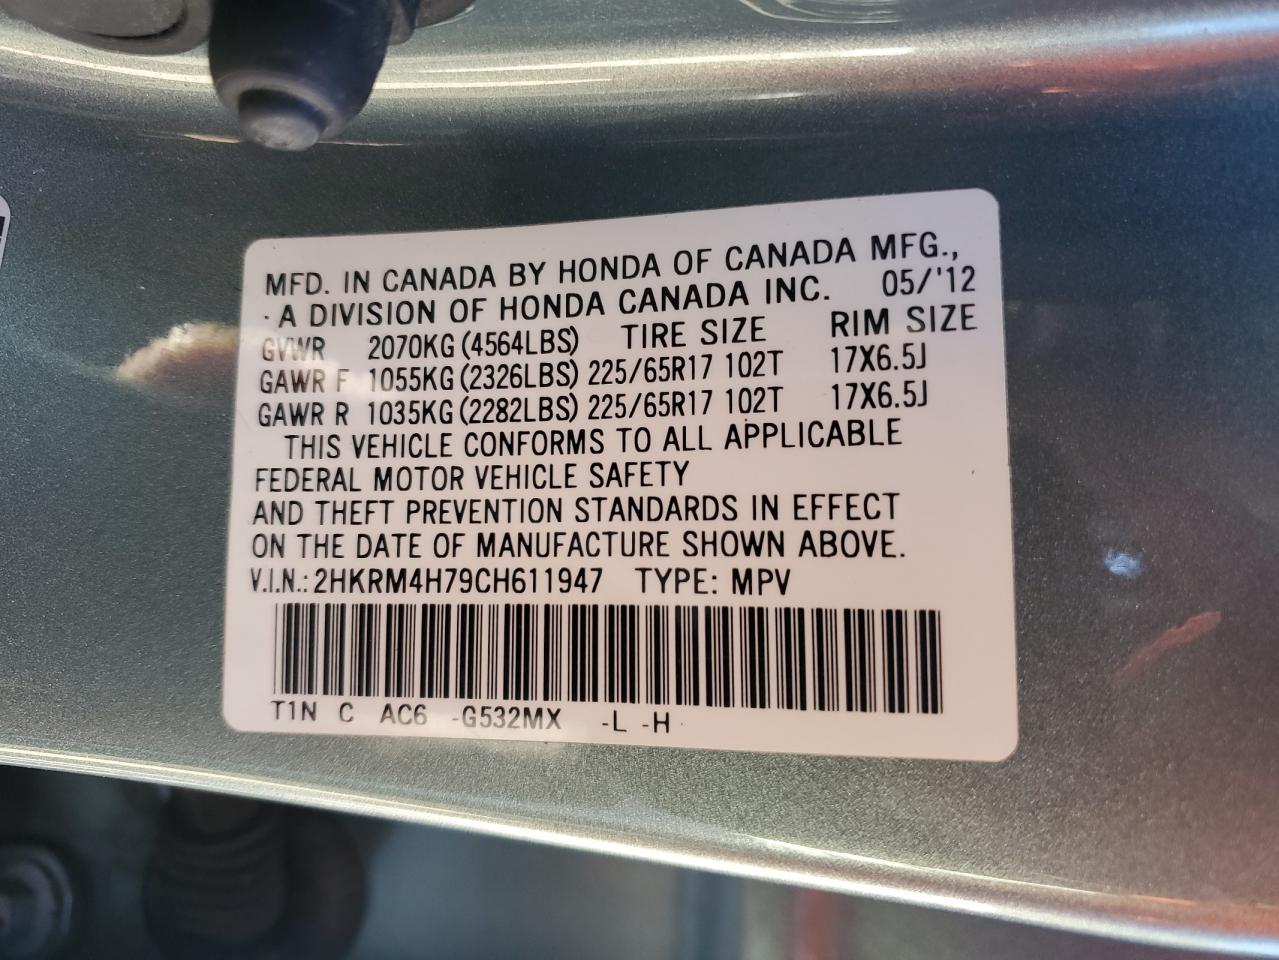 MFD. IN CANADA BY HONDA OF CANADA MFG.,
A DIVISION OF HONDA CANADA INC. 05/'12
GVWR 2070KG (4564LBS) TIRE SIZE RIM SIZE
GAWR F 1055KG (2326LBS) 225/65R17 102T 17X6.5J
GAWR R 1035KG (2282LBS) 225/65R17 102T 17X6.5J
THIS VEHICLE CONFORMS TO ALL APPLICABLE
FEDERAL MOTOR VEHICLE SAFETY
AND THEFT PREVENTION STANDARDS IN EFFECT
ON THE DATE OF MANUFACTURE SHOWN ABOVE.
V.I.N.: 2HKRM4H79CH611947 TYPE: MPV
T1N C AC6 -G532MX -L -H